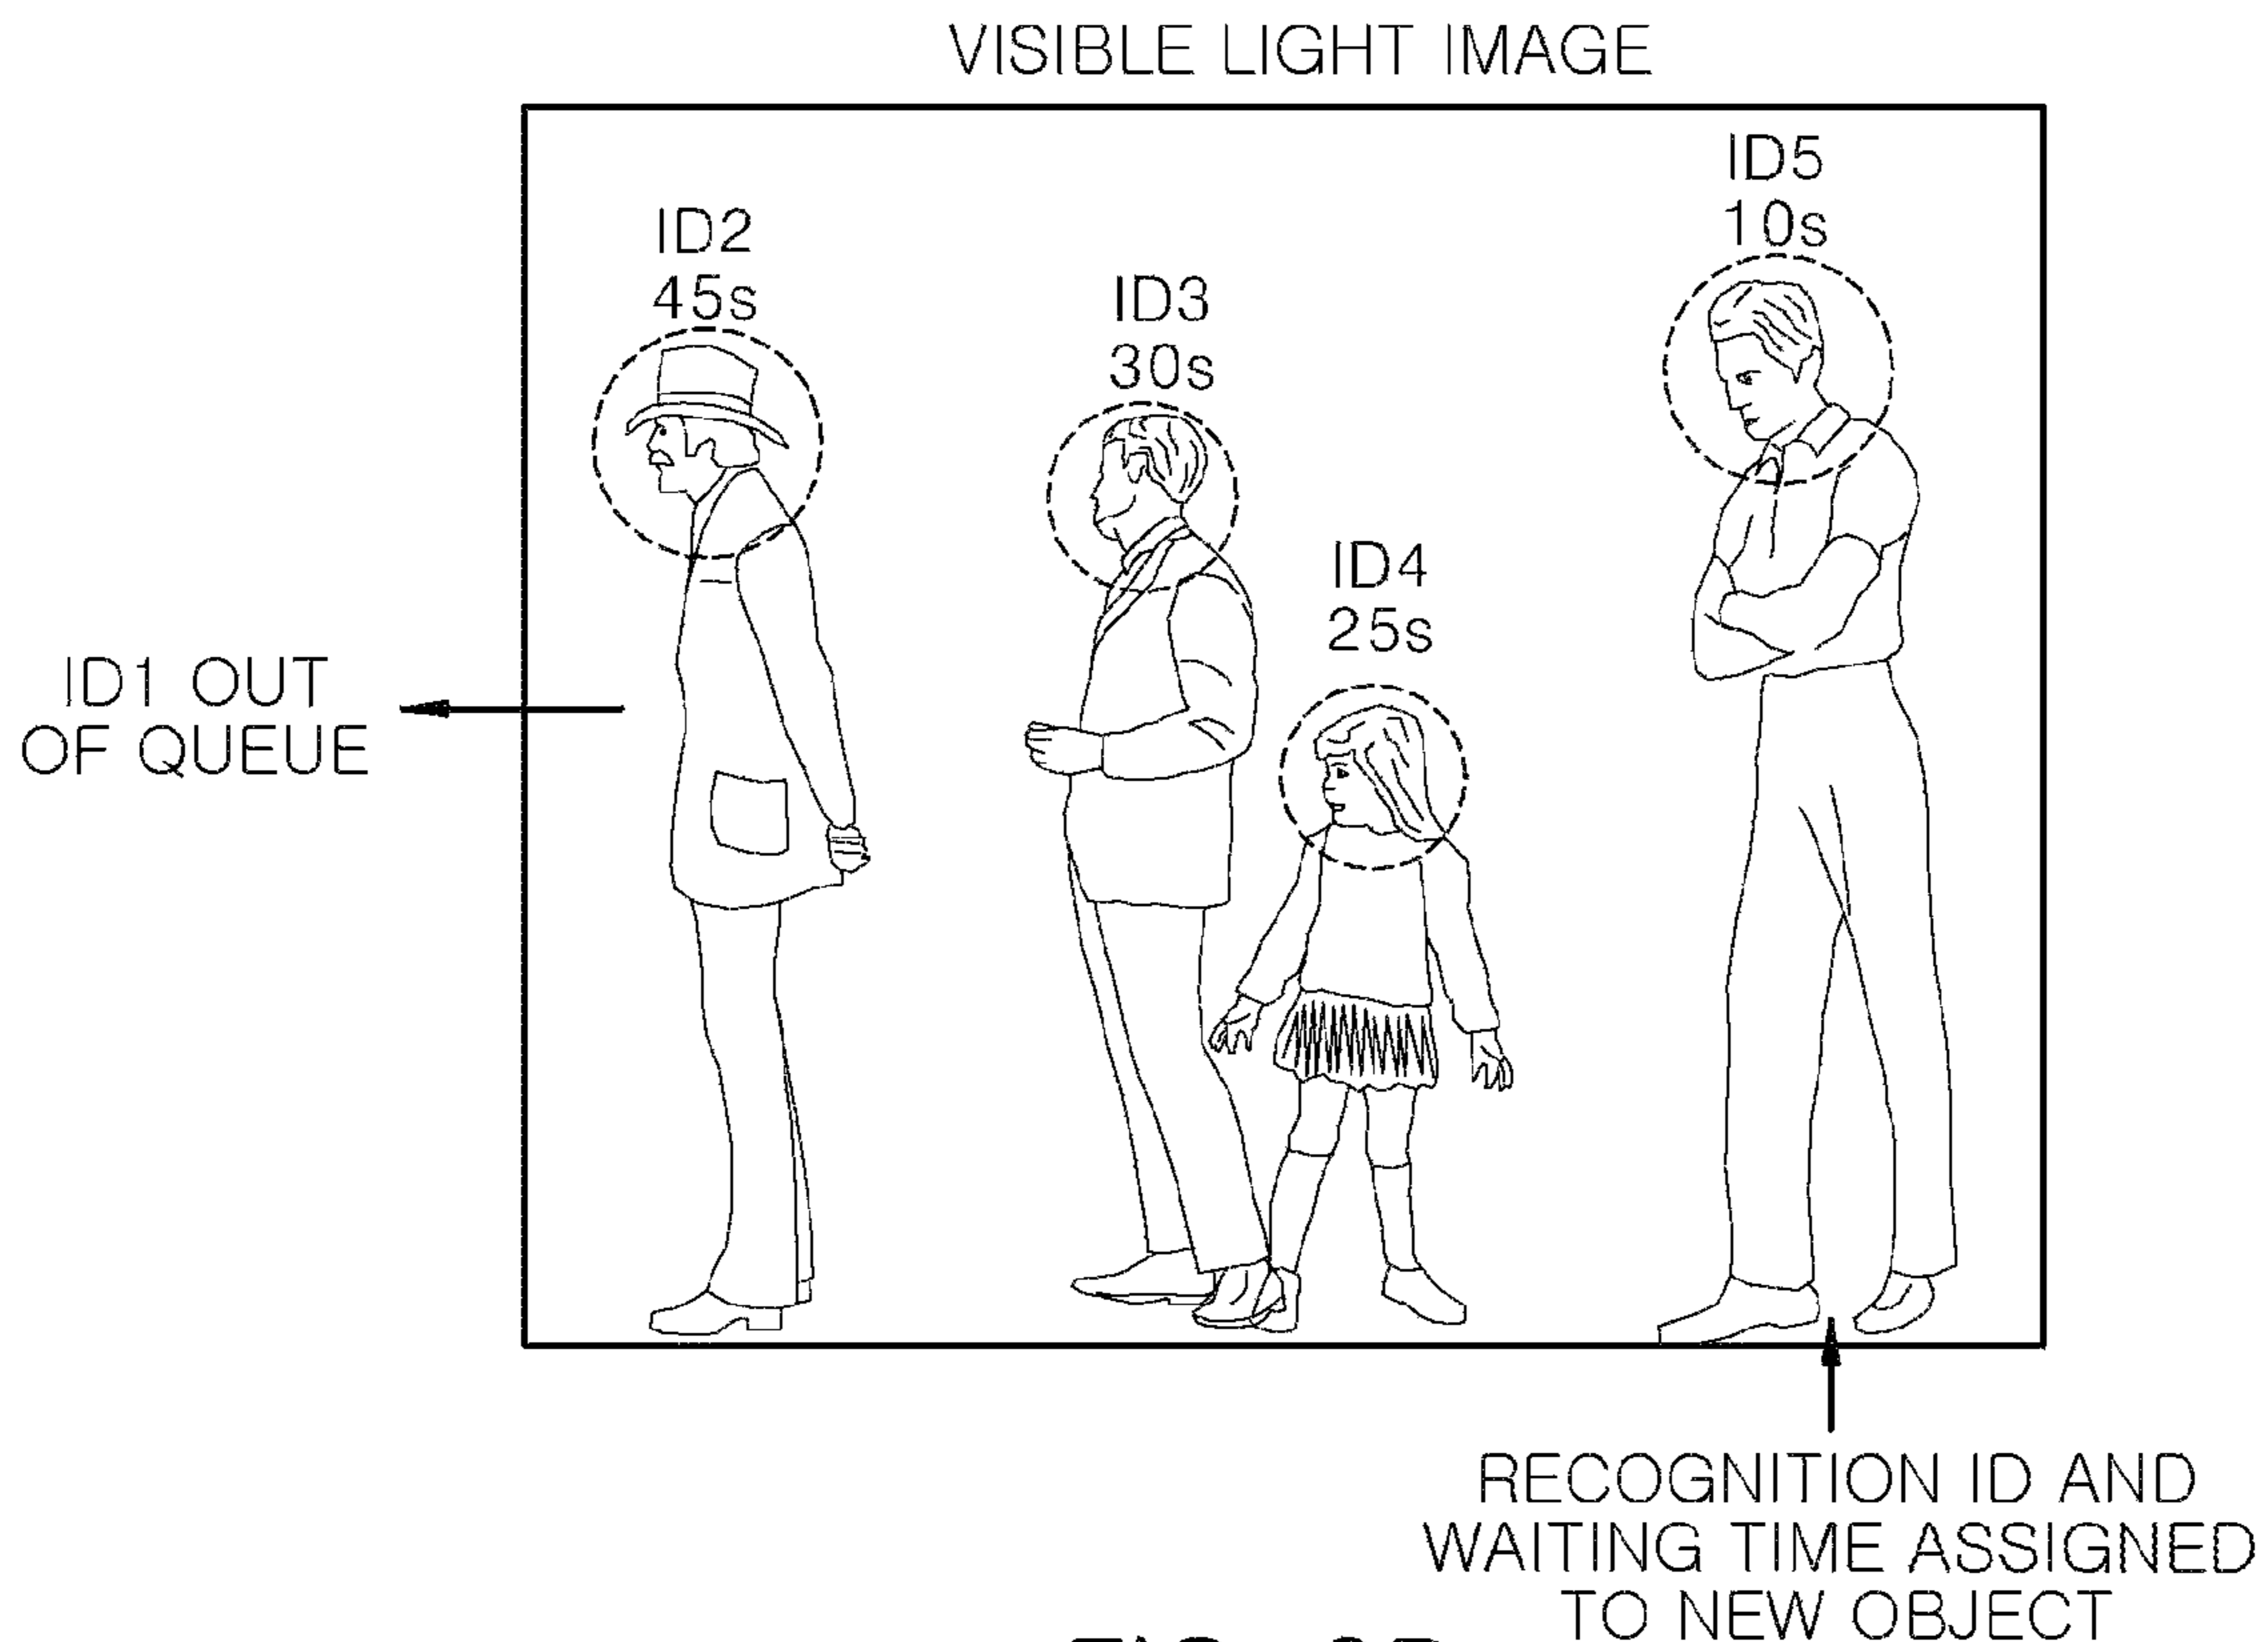 VISIBLE LIGHT IMAGE
ID5
10s
ID2
45s
ID3
30s
ID4
25s
ID1 OUT
OF QUEUE
RECOGNITION ID AND
WAITING TIME ASSIGNED
TO NEW OBJECT